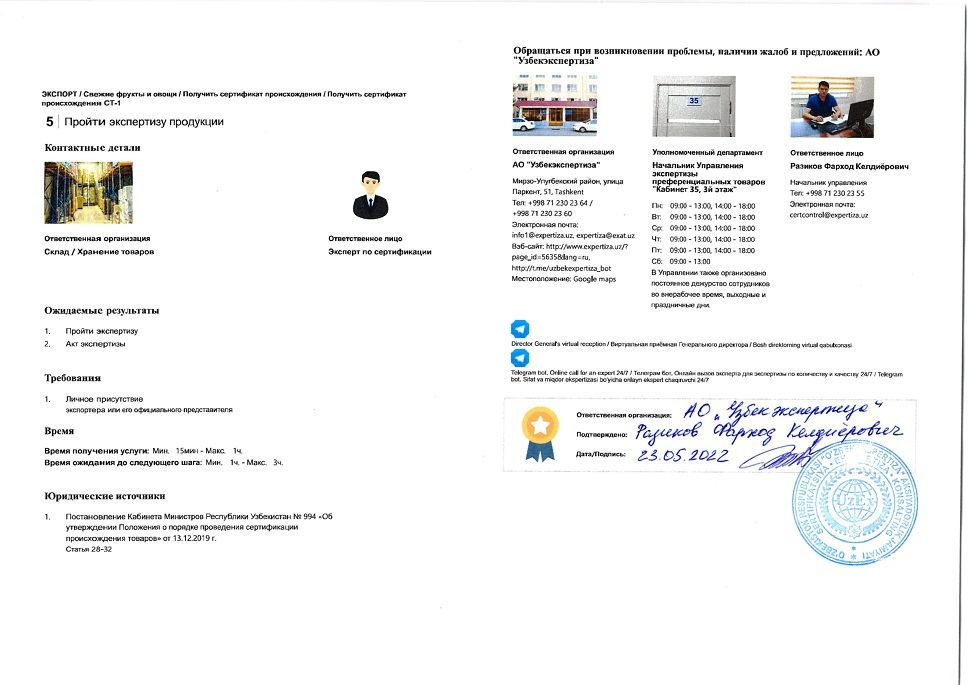 ЭКСПОРТ / Свежие фрукты и овощи / Получить сертификат происхождения / Получить сертификат
происхождения СТ-1
5 | Пройти экспертизу продукции
Контактные детали
Ответственная организация
Склад / Хранение товаров
Ответственное лицо
Эксперт по сертификации
Ожидаемые результаты
1. Пройти экспертизу
2. Акт экспертизы
Требования
1. Личное присутствие
экспортера или его официального представителя
Время
Время получения услуги: Мин. 15мин - Макс. 1ч.
Время ожидания до следующего шага: Мин. 1ч. - Макс. 3ч.
Юридические источники
1. Постановление Кабинета Министров Республики Узбекистан № 994 «Об
утверждении Положения о порядке проведения сертификации
происхождения товаров» от 13.12.2019 г.
Статья 28-32
Обращаться при возникновении проблемы, наличии жалоб и предложений: АО
"Узбекэкспертиза"
35
Ответственная организация
АО "Узбекэкспертиза"
Мирзо-Улугбекский район, улица
Паркент, 51, Tashkent
Тел: +998 71 230 23 64 /
+998 71 230 23 60
Электронная почта:
info1@expertiza.uz, expertiza@exat.uz
Вэб-сайт: http://www.expertiza.uz/?
page_id=5635&lang=ru,
http://t.me/uzbekexpertiza_bot
Местоположение: Google maps
Уполномоченный департамент
Начальник Управления
экспертизы
преференциальных товаров
"Кабинет 35, 3й этаж"
Пн: 09:00 - 13:00, 14:00 - 18:00
Вт: 09:00 - 13:00, 14:00 - 18:00
Ср: 09:00 - 13:00, 14:00 - 18:00
Чт: 09:00 - 13:00, 14:00 - 18:00
Пт: 09:00 - 13:00, 14:00 - 18:00
Сб: 09:00 - 13:00
В Управлении также организовано
постоянное дежурство сотрудников
во внерабочее время, выходные и
праздничные дни.
Ответственное лицо
Разиков Фарход Келдиёрович
Начальник управления
Тел: +998 71 230 23 55
Электронная почта:
certcontrol@expertiza.uz
Director General's virtual reception / Виртуальная приёмная Генерального директора / Bosh direktorning virtual qabulxonasi
Telegram bot, Online call for an expert 24/7 / Телеграм бот, Онлайн вызов эксперта для экспертизы по количеству и качеству 24/7 / Telegram
bot, Sifat va miqdor ekspertizasi bo'yicha onlayn ekspert chaqiruvchi 24/7
Ответственная организация: АО „Узбекэкспертиза"
Подтверждено: Разиков Фарход Келдиёрович
Дата/Подпись: 23.05.2022
UzEx